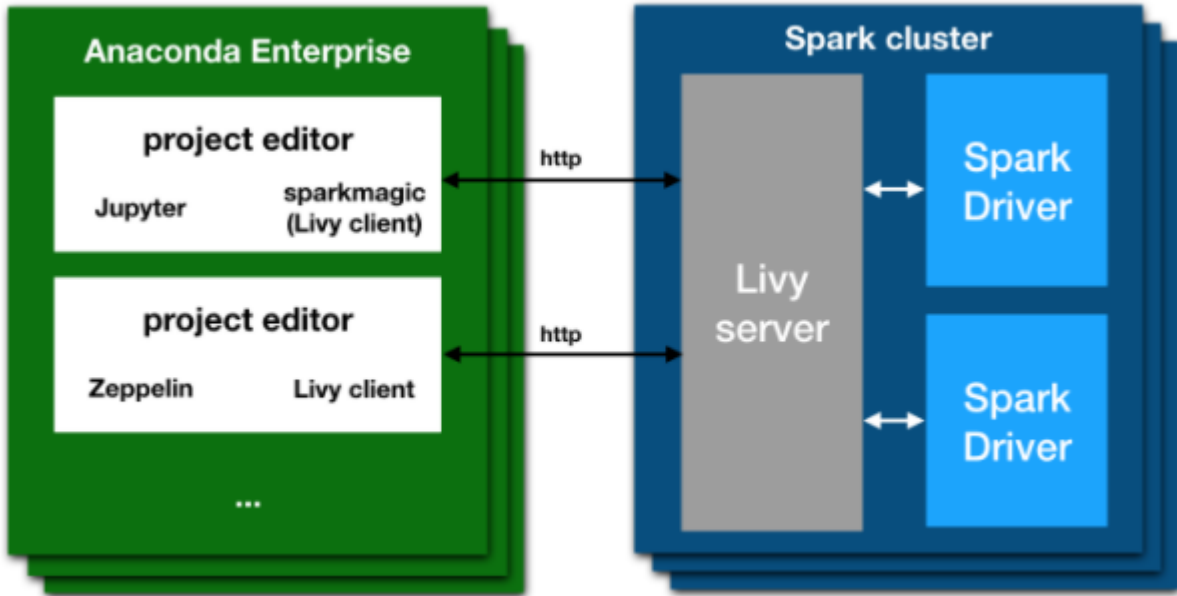 Anaconda Enterprise
project editor
Jupyter
sparkmagic
(Livy client)
project editor
Zeppelin
Livy client
...
http
http
Spark cluster
Livy
server
Spark
Driver
Spark
Driver